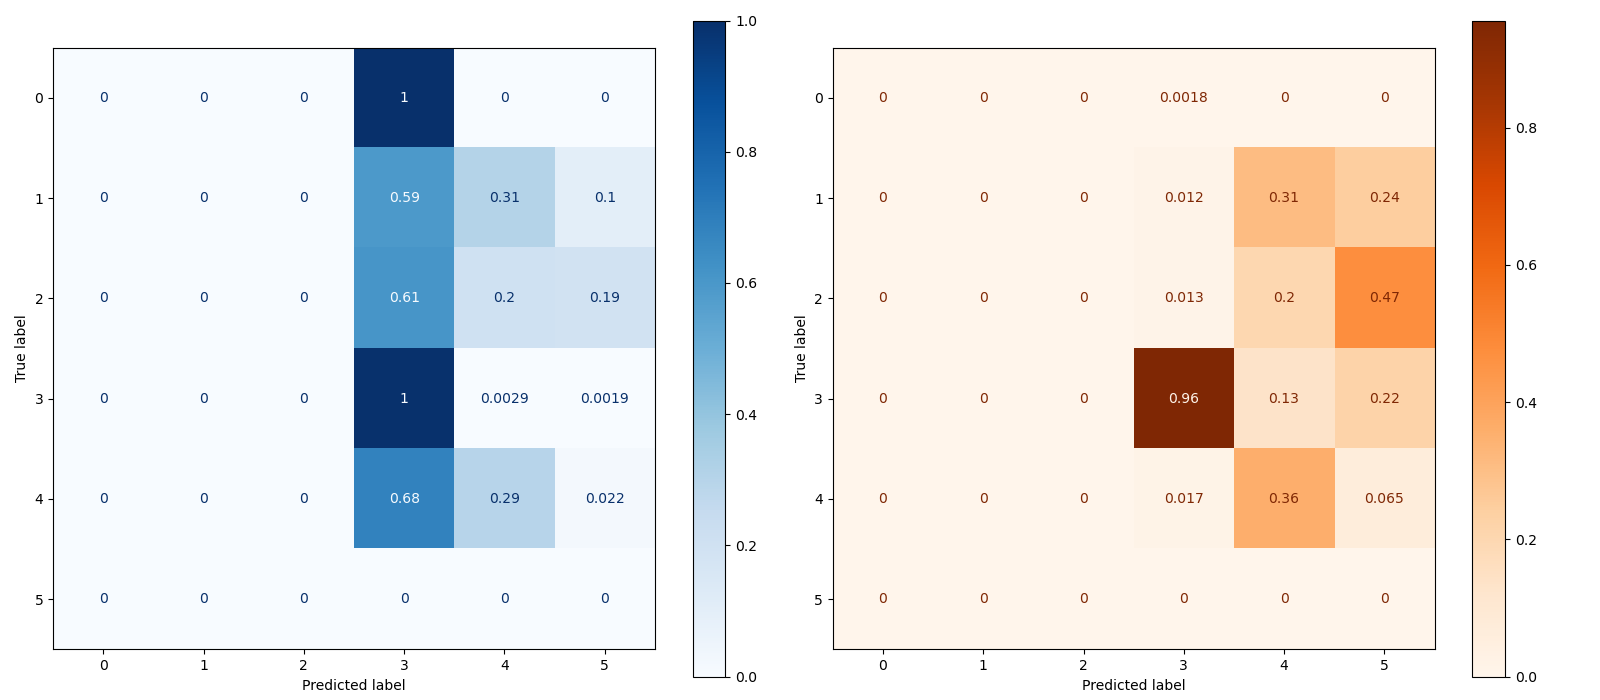 1.0
0 0 0 0 1 0 0
0.8
1 0 0 0 0.59 0.31 0.1
2 0 0 0 0.61 0.2 0.19
0.6
True label
3 0 0 0 1 0.0029 0.0019
0.4
4 0 0 0 0.68 0.29 0.022
0.2
5 0 0 0 0 0 0
0.0
0 1 2 3 4 5
Predicted label
0 0 0 0 0.0018 0 0
0.8
1 0 0 0 0.012 0.31 0.24
2 0 0 0 0.013 0.2 0.47
0.6
True label
3 0 0 0 0.96 0.13 0.22
0.4
4 0 0 0 0.017 0.36 0.065
0.2
5 0 0 0 0 0 0
0.0
0 1 2 3 4 5
Predicted label